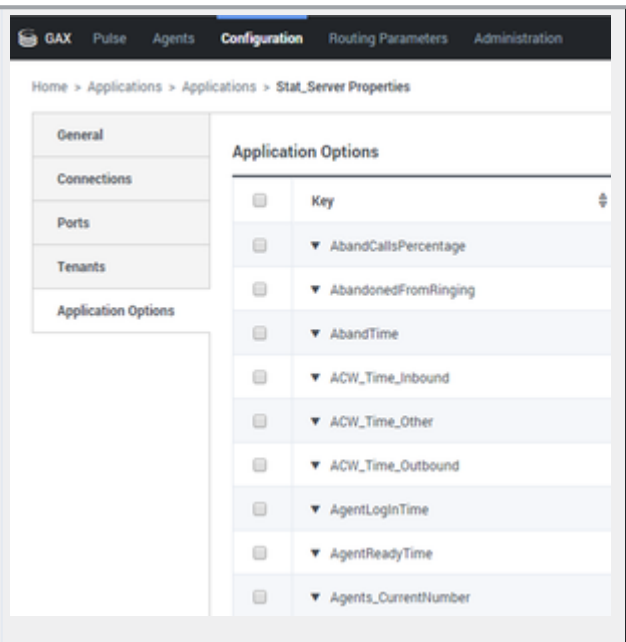 GAX Pulse Agents Configuration Routing Parameters Administration
Home > Applications > Applications > Stat_Server Properties
General
Connections
Ports
Tenants
Application Options
Application Options
Key
AbandCallsPercentage
AbandonedFromRinging
AbandTime
ACW_Time_Inbound
ACW_Time_Other
ACW_Time_Outbound
AgentLogInTime
AgentReadyTime
Agents_CurrentNumber